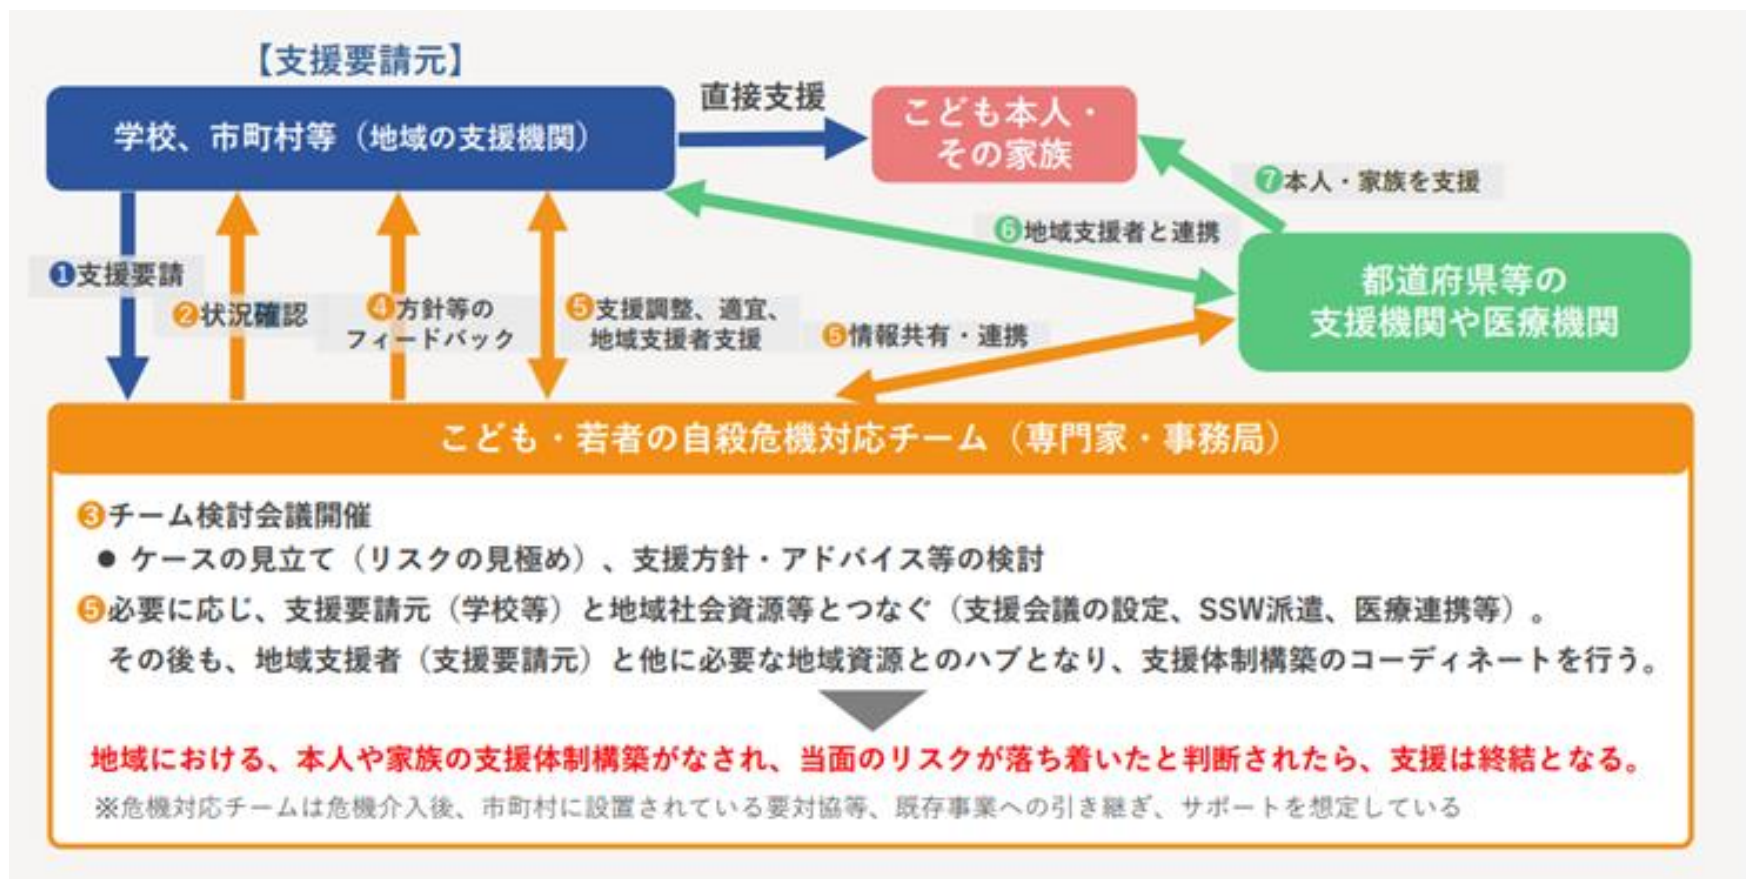 【支援要請元】
学校、市町村等（地域の支援機関）
直接支援
こども本人・
その家族
❼本人・家族を支援
❻地域支援者と連携
都道府県等の
支援機関や医療機関
❶支援要請
❷状況確認
❹方針等の
フィードバック
❺支援調整、適宜、
地域支援者支援
❻情報共有・連携
こども・若者の自殺危機対応チーム（専門家・事務局）
❸チーム検討会議開催
● ケースの見立て（リスクの見極め）、支援方針・アドバイス等の検討
❺必要に応じ、支援要請元（学校等）と地域社会資源等とつなぐ（支援会議の設定、SSW派遣、医療連携等）。
その後も、地域支援者（支援要請元）と他に必要な地域資源とのハブとなり、支援体制構築のコーディネートを行う。
地域における、本人や家族の支援体制構築がなされ、当面のリスクが落ち着いたと判断されたら、支援は終結となる。
※危機対応チームは危機介入後、市町村に設置されている要対協等、既存事業への引き継ぎ、サポートを想定している